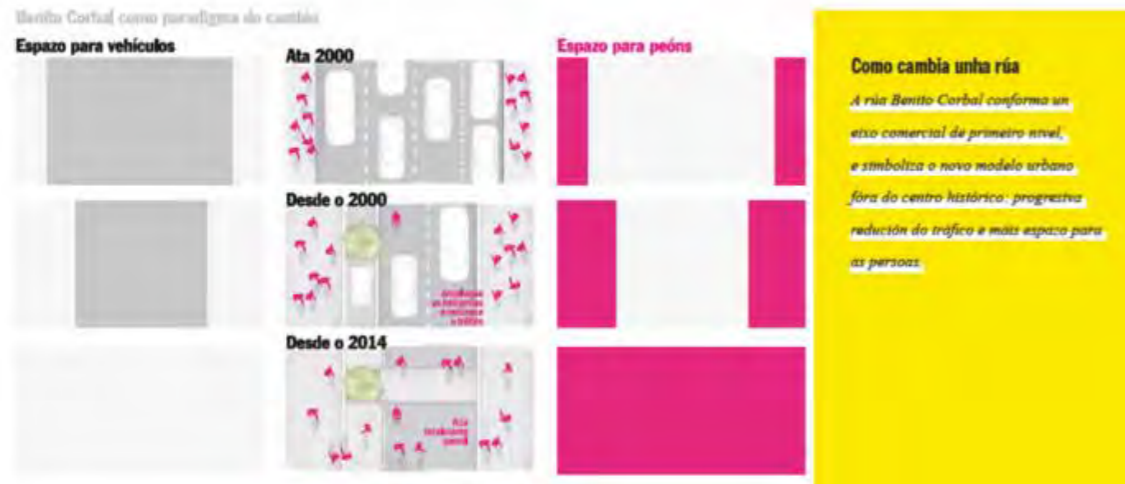 Benito Corbal como paradigma do cambio
Espazo para vehículos
Ata 2000
Espazo para peóns
Desde o 2000
Desde o 2014
Como cambia unha rúa
A rúa Benito Corbal conforma un
eixo comercial de primeiro nivel,
e simboliza o novo modelo urbano
fóra do centro histórico: progresiva
redución do tráfico e máis espazo para
as persoas.